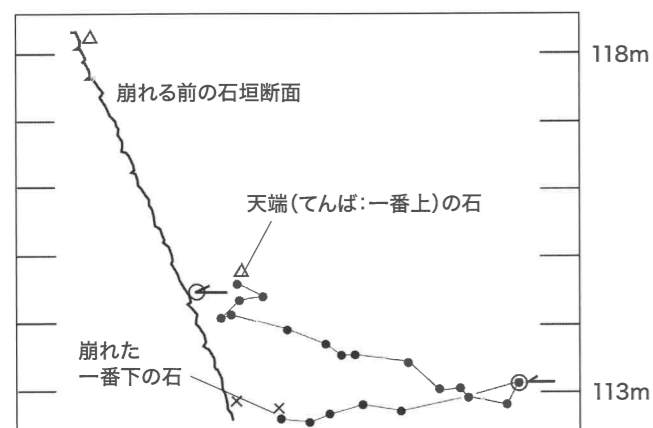 118m
崩れる前の石垣断面
天端(てんば:一番上)の石
崩れた
一番下の石
113m